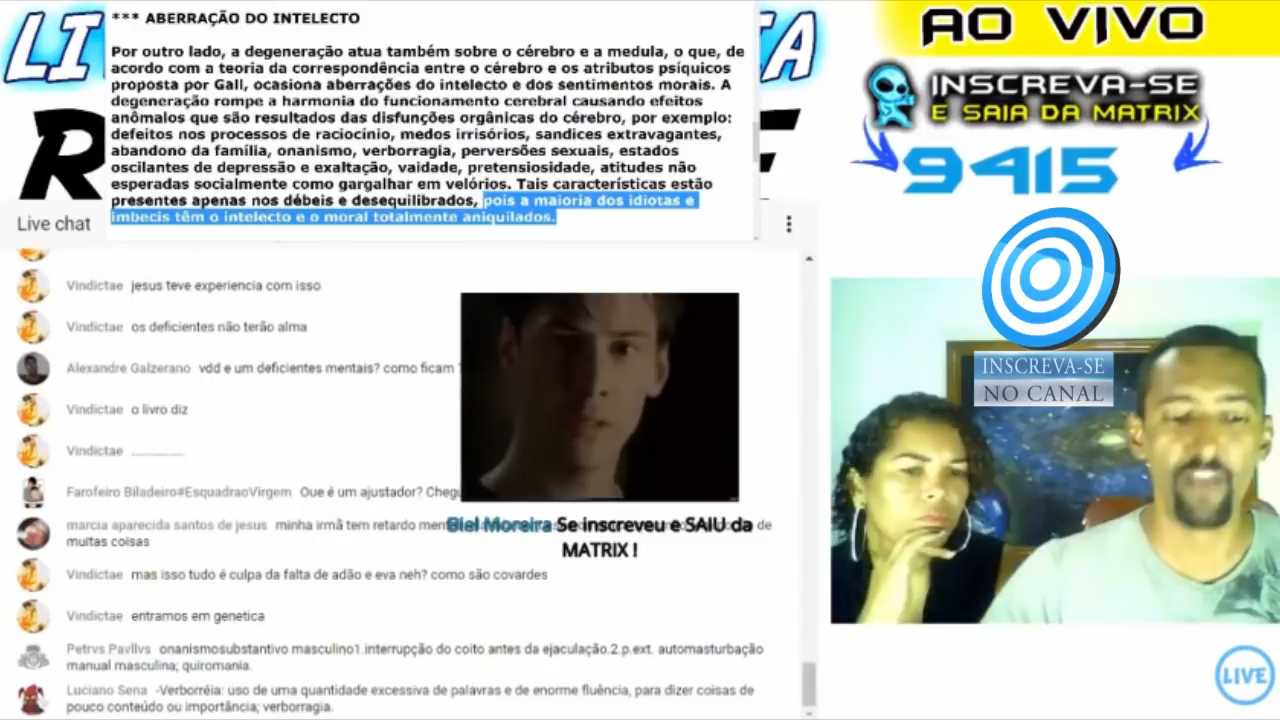 *** ABERRAÇÃO DO INTELECTO
Por outro lado, a degeneração atua também sobre o cérebro e a medula, o que, de
acordo com a teoria da correspondência entre o cérebro e os atributos psíquicos
proposta por Gall, ocasiona aberrações do intelecto e dos sentimentos morais. A
degeneração rompe a harmonia do funcionamento cerebral causando efeitos
anômalos que são resultados das disfunções orgânicas do cérebro, por exemplo:
defeitos nos processos de raciocínio, medos irrisórios, sandices extravagantes,
abandono da família, onanismo, verborragia, perversões sexuais, estados
oscilantes de depressão e exaltação, vaidade, pretensiosidade, atitudes não
esperadas socialmente como gargalhar em velórios. Tais características estão
presentes apenas nos débeis e desequilibrados, pois a maioria dos idiotas e
imbecis têm o intelecto e o moral totalmente aniquilados.
LI
A
R
Live chat
Vindictae jesus teve experiencia com isso
Vindictae os deficientes não terão alma
Alexandre Galzerano vdd e um deficientes mentais? como ficam
Vindictae o livro diz
Vindictae ................
Farofeiro Biladeiro#EsquadraoVirgem Oue é um ajustador?
marcia aparecida santos de jesus minha irmã tem retardo de
muitas coisas
Vindictae mas isso tudo é culpa da falta de adão e eva neh? como são covardes
Vindictae entramos em genetica
Petrvs Pavllvs onanismosubstantivo masculino1.interrupção do coito antes da ejaculação.2.p.ext. automasturbação
manual masculina; quiromania.
Luciano Sena -Verborréia: uso de uma quantidade excessiva de palavras e de enorme fluência, para dizer coisas de
pouco conteúdo ou importância; verborragia.
Biel Moreira Se inscreveu e SAIU da
MATRIX !
AO VIVO
INSCREVA-SE
E SAIA DA MATRIX
9415
INSCREVA-SE
NO CANAL
LIVE